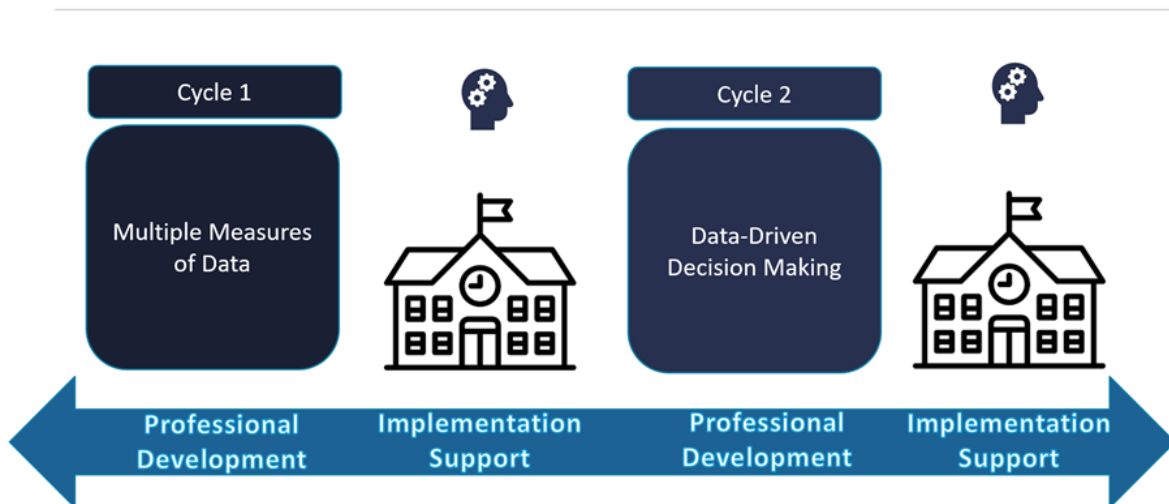 Cycle 1
Cycle 2
Multiple Measures
of Data
Data-Driven
Decision Making
Professional
Development
Implementation
Support
Professional
Development
Implementation
Support